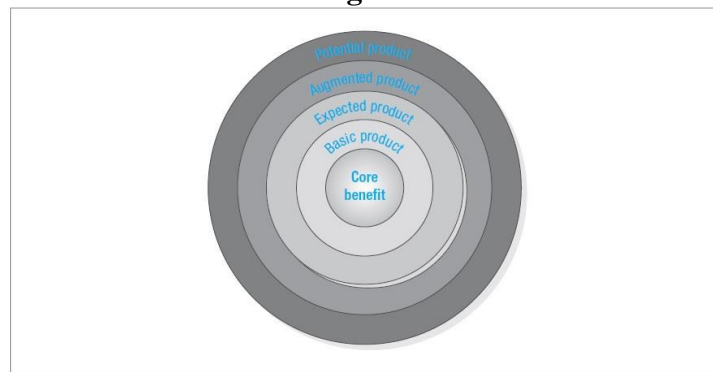 Potential product
Augmented product
Expected product
Basic product
Core
benefit